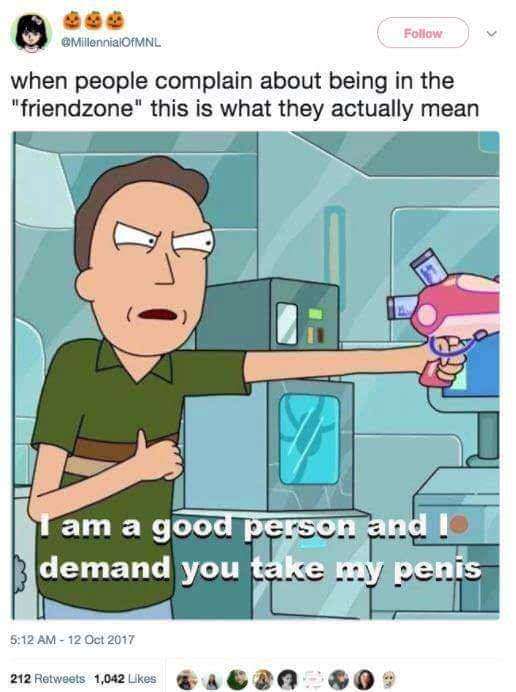 🎃🎃🎃
@MillennialOfMNL
Follow
when people complain about being in the
"friendzone" this is what they actually mean
I am a good person and I
demand you take my penis
5:12 AM - 12 Oct 2017
212 Retweets 1,042 Likes